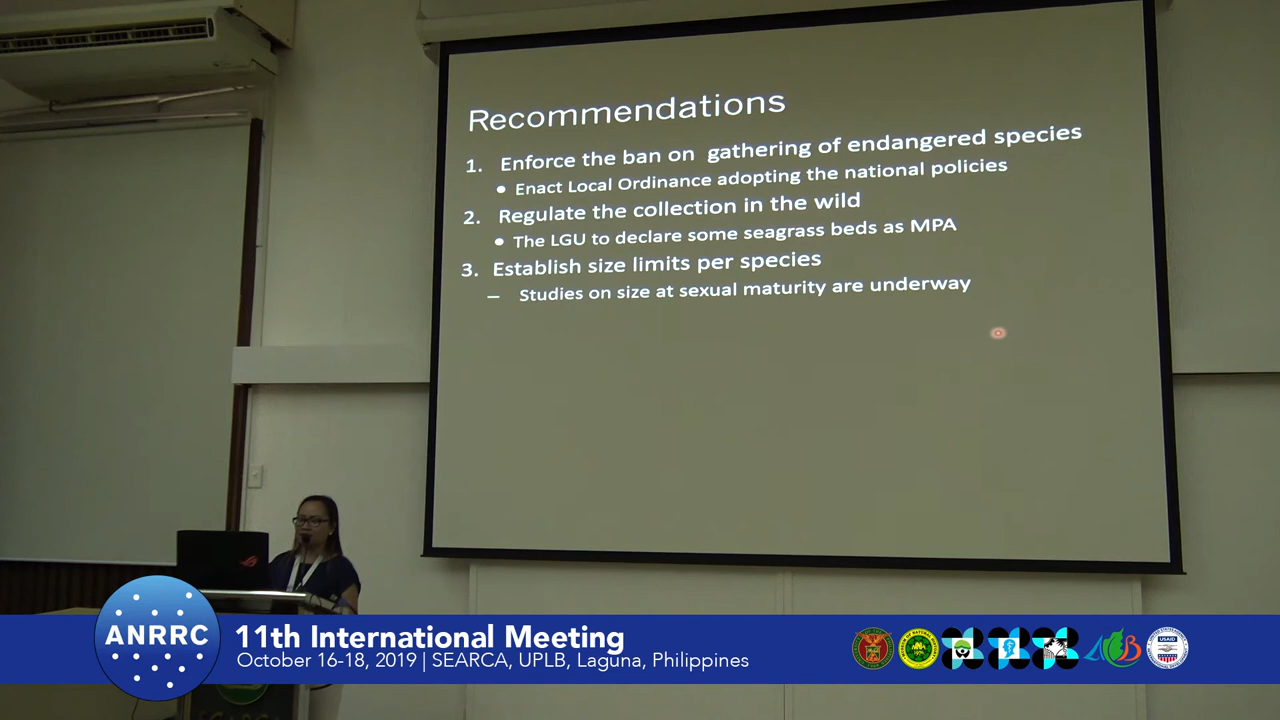 Recommendations
1. Enforce the ban on gathering of endangered species
• Enact Local Ordinance adopting the national policies
2. Regulate the collection in the wild
• The LGU to declare some seagrass beds as MPA
3. Establish size limits per species
– Studies on size at sexual maturity are underway
ANRRC
11th International Meeting
October 16-18, 2019 | SEARCA, UPLB, Laguna, Philippines
USAID